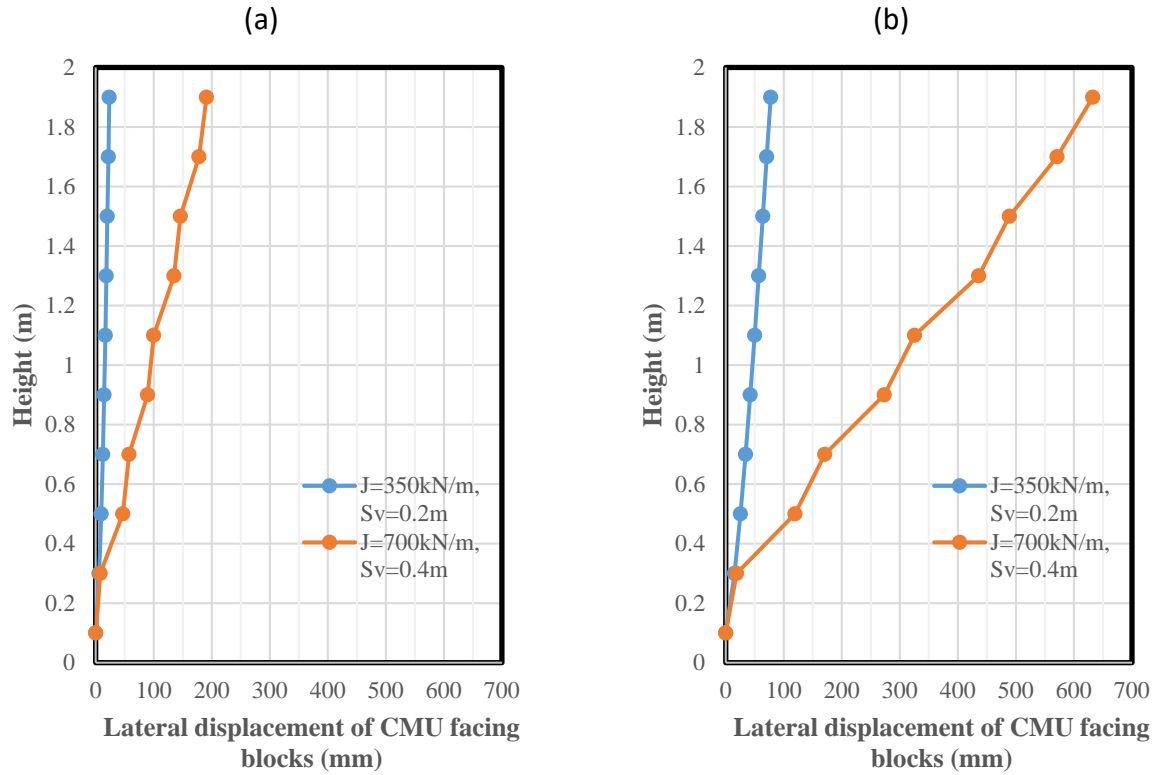 (a)
2
1.8
1.6
1.4
1.2
1
0.8
0.6
0.4
0.2
0
Height (m)
J=350kN/m,
Sv=0.2m
J=700kN/m,
Sv=0.4m
0 100 200 300 400 500 600 700
Lateral displacement of CMU facing
blocks (mm)
(b)
2
1.8
1.6
1.4
1.2
1
0.8
0.6
0.4
0.2
0
Height (m)
J=350kN/m,
Sv=0.2m
J=700kN/m,
Sv=0.4m
0 100 200 300 400 500 600 700
Lateral displacement of CMU facing
blocks (mm)